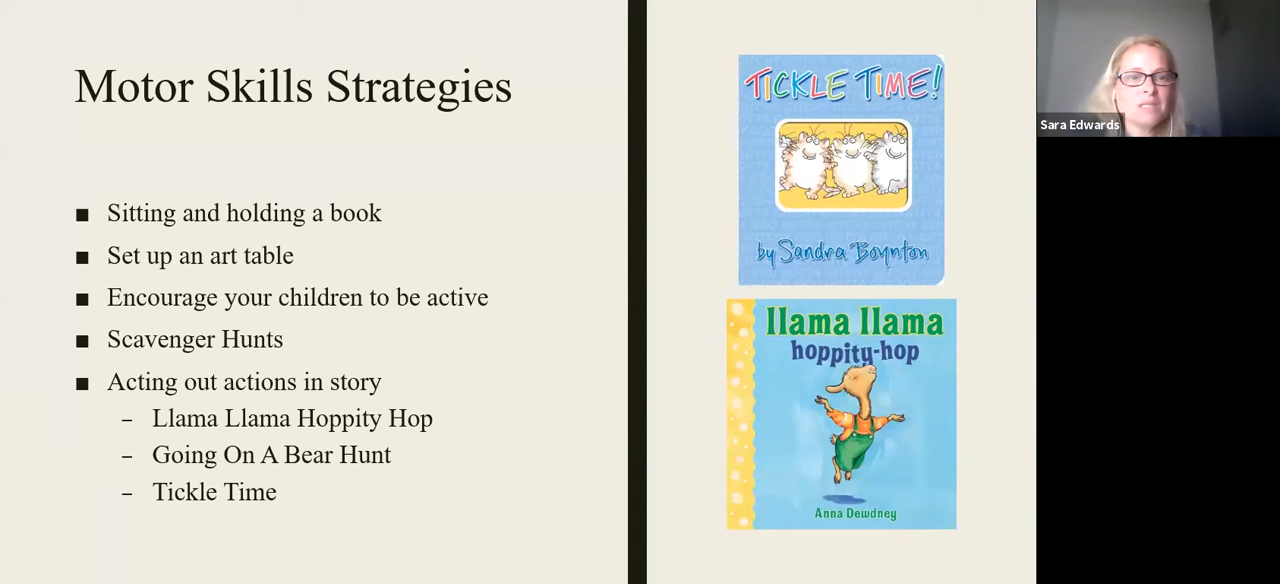 Motor Skills Strategies
■ Sitting and holding a book
■ Set up an art table
■ Encourage your children to be active
■ Scavenger Hunts
■ Acting out actions in story
– Llama Llama Hoppity Hop
– Going On A Bear Hunt
– Tickle Time
TICKLE TIME!
by Sandra Boynton
llama llama
hoppity-hop
Anna Dewdney
Sara Edwards